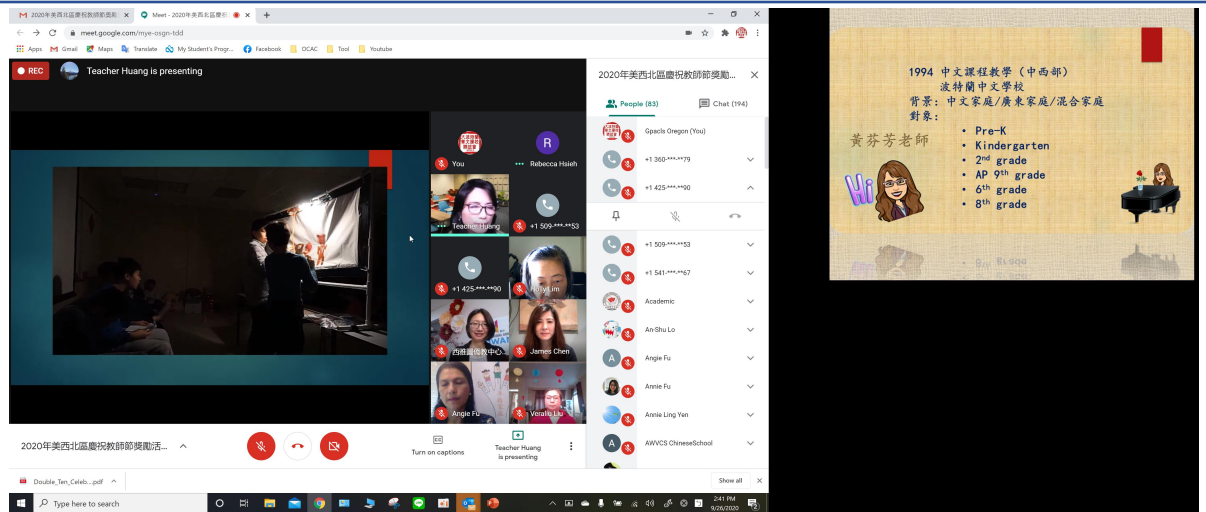 2020年美西北區慶祝教師節獎勵
Meet - 2020年美西北區慶祝
meet.google.com/mye-osgn-tdd
Apps
Gmail
Maps
Translate
My Student's Progr...
Facebook
OCAC
Tool
Youtube
REC
Teacher Huang is presenting
You
R
Rebecca Hsieh
Teacher Huang
+1 509-***-**53
+1 425-***-**90
Holly Lim
西雅圖僑教中心...
James Chen
Angie Fu
Veralu Liu
2020年美西北區慶祝教師節獎勵...
People (83)
Chat (194)
Gpacls Oregon (You)
+1 360-***-**79
+1 425-***-**90
+1 509-***-**53
+1 541-***-**67
Academic
An-Shu Lo
A
Angie Fu
Annie Fu
Annie Ling Yen
A
AWVCS ChineseSchool
2020年美西北區慶祝教師節獎勵活...
Turn on captions
Teacher Huang
is presenting
Double_Ten_Celeb....pdf
Show all
Type here to search
2:41 PM
9/26/2020
1994 中文課程教學 (中西部)
波特蘭中文學校
背景: 中文家庭/廣東家庭/混合家庭
對象:
黃芬芳老師
• Pre-K
• Kindergarten
• 2nd grade
• AP 9th grade
• 6th grade
• 8th grade
Hi